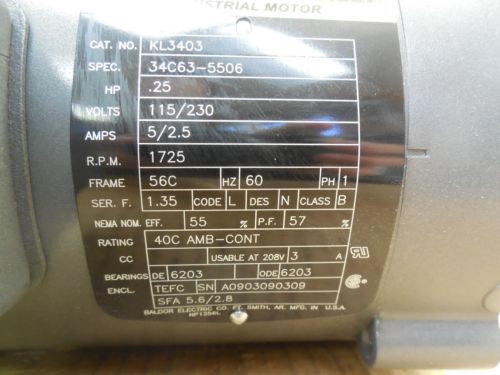 INDUSTRIAL MOTOR
CAT. NO. KL3403
SPEC. 34C63-5506
HP .25
VOLTS 115/230
AMPS 5/2.5
R.P.M. 1725
FRAME 56C HZ 60 PH 1
SER. F. 1.35 CODE L DES N CLASS B
NEMA NOM. EFF. 55 % P.F. 57 %
RATING 40C AMB-CONT
CC USABLE AT 208V 3 A
BEARINGS DE 6203 ODE 6203
ENCL. TEFC SN A0903090309
SFA 5.6/2.8
BALDOR ELECTRIC CO. FT. SMITH, AR. MFG. IN U.S.A.
NP1256L